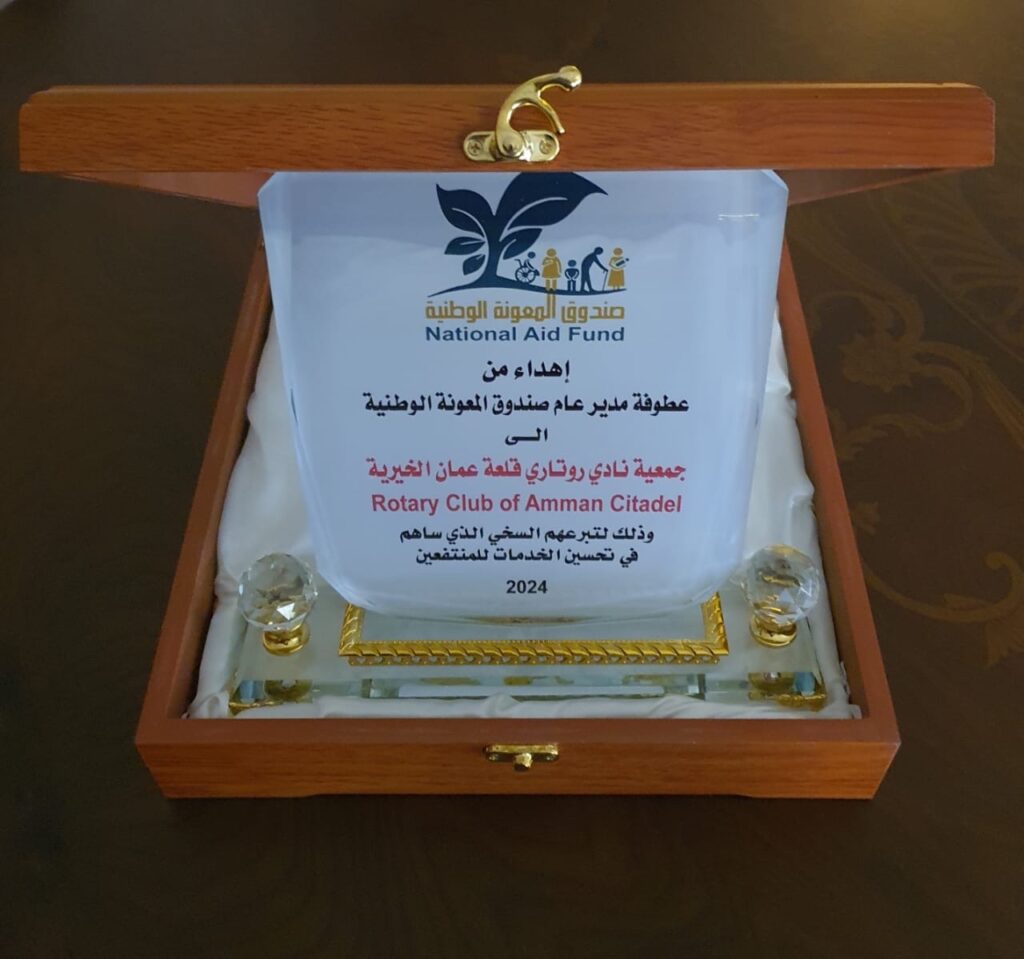 صندوق المعونة الوطنية
National Aid Fund
إهداء من
عطوفة مدير عام صندوق المعونة الوطنية
الــى
جمعية نادي روتاري قلعة عمان الخيرية
Rotary Club of Amman Citadel
وذلك لتبرعهم السخي الذي ساهم
في تحسين الخدمات للمنتفعين
2024